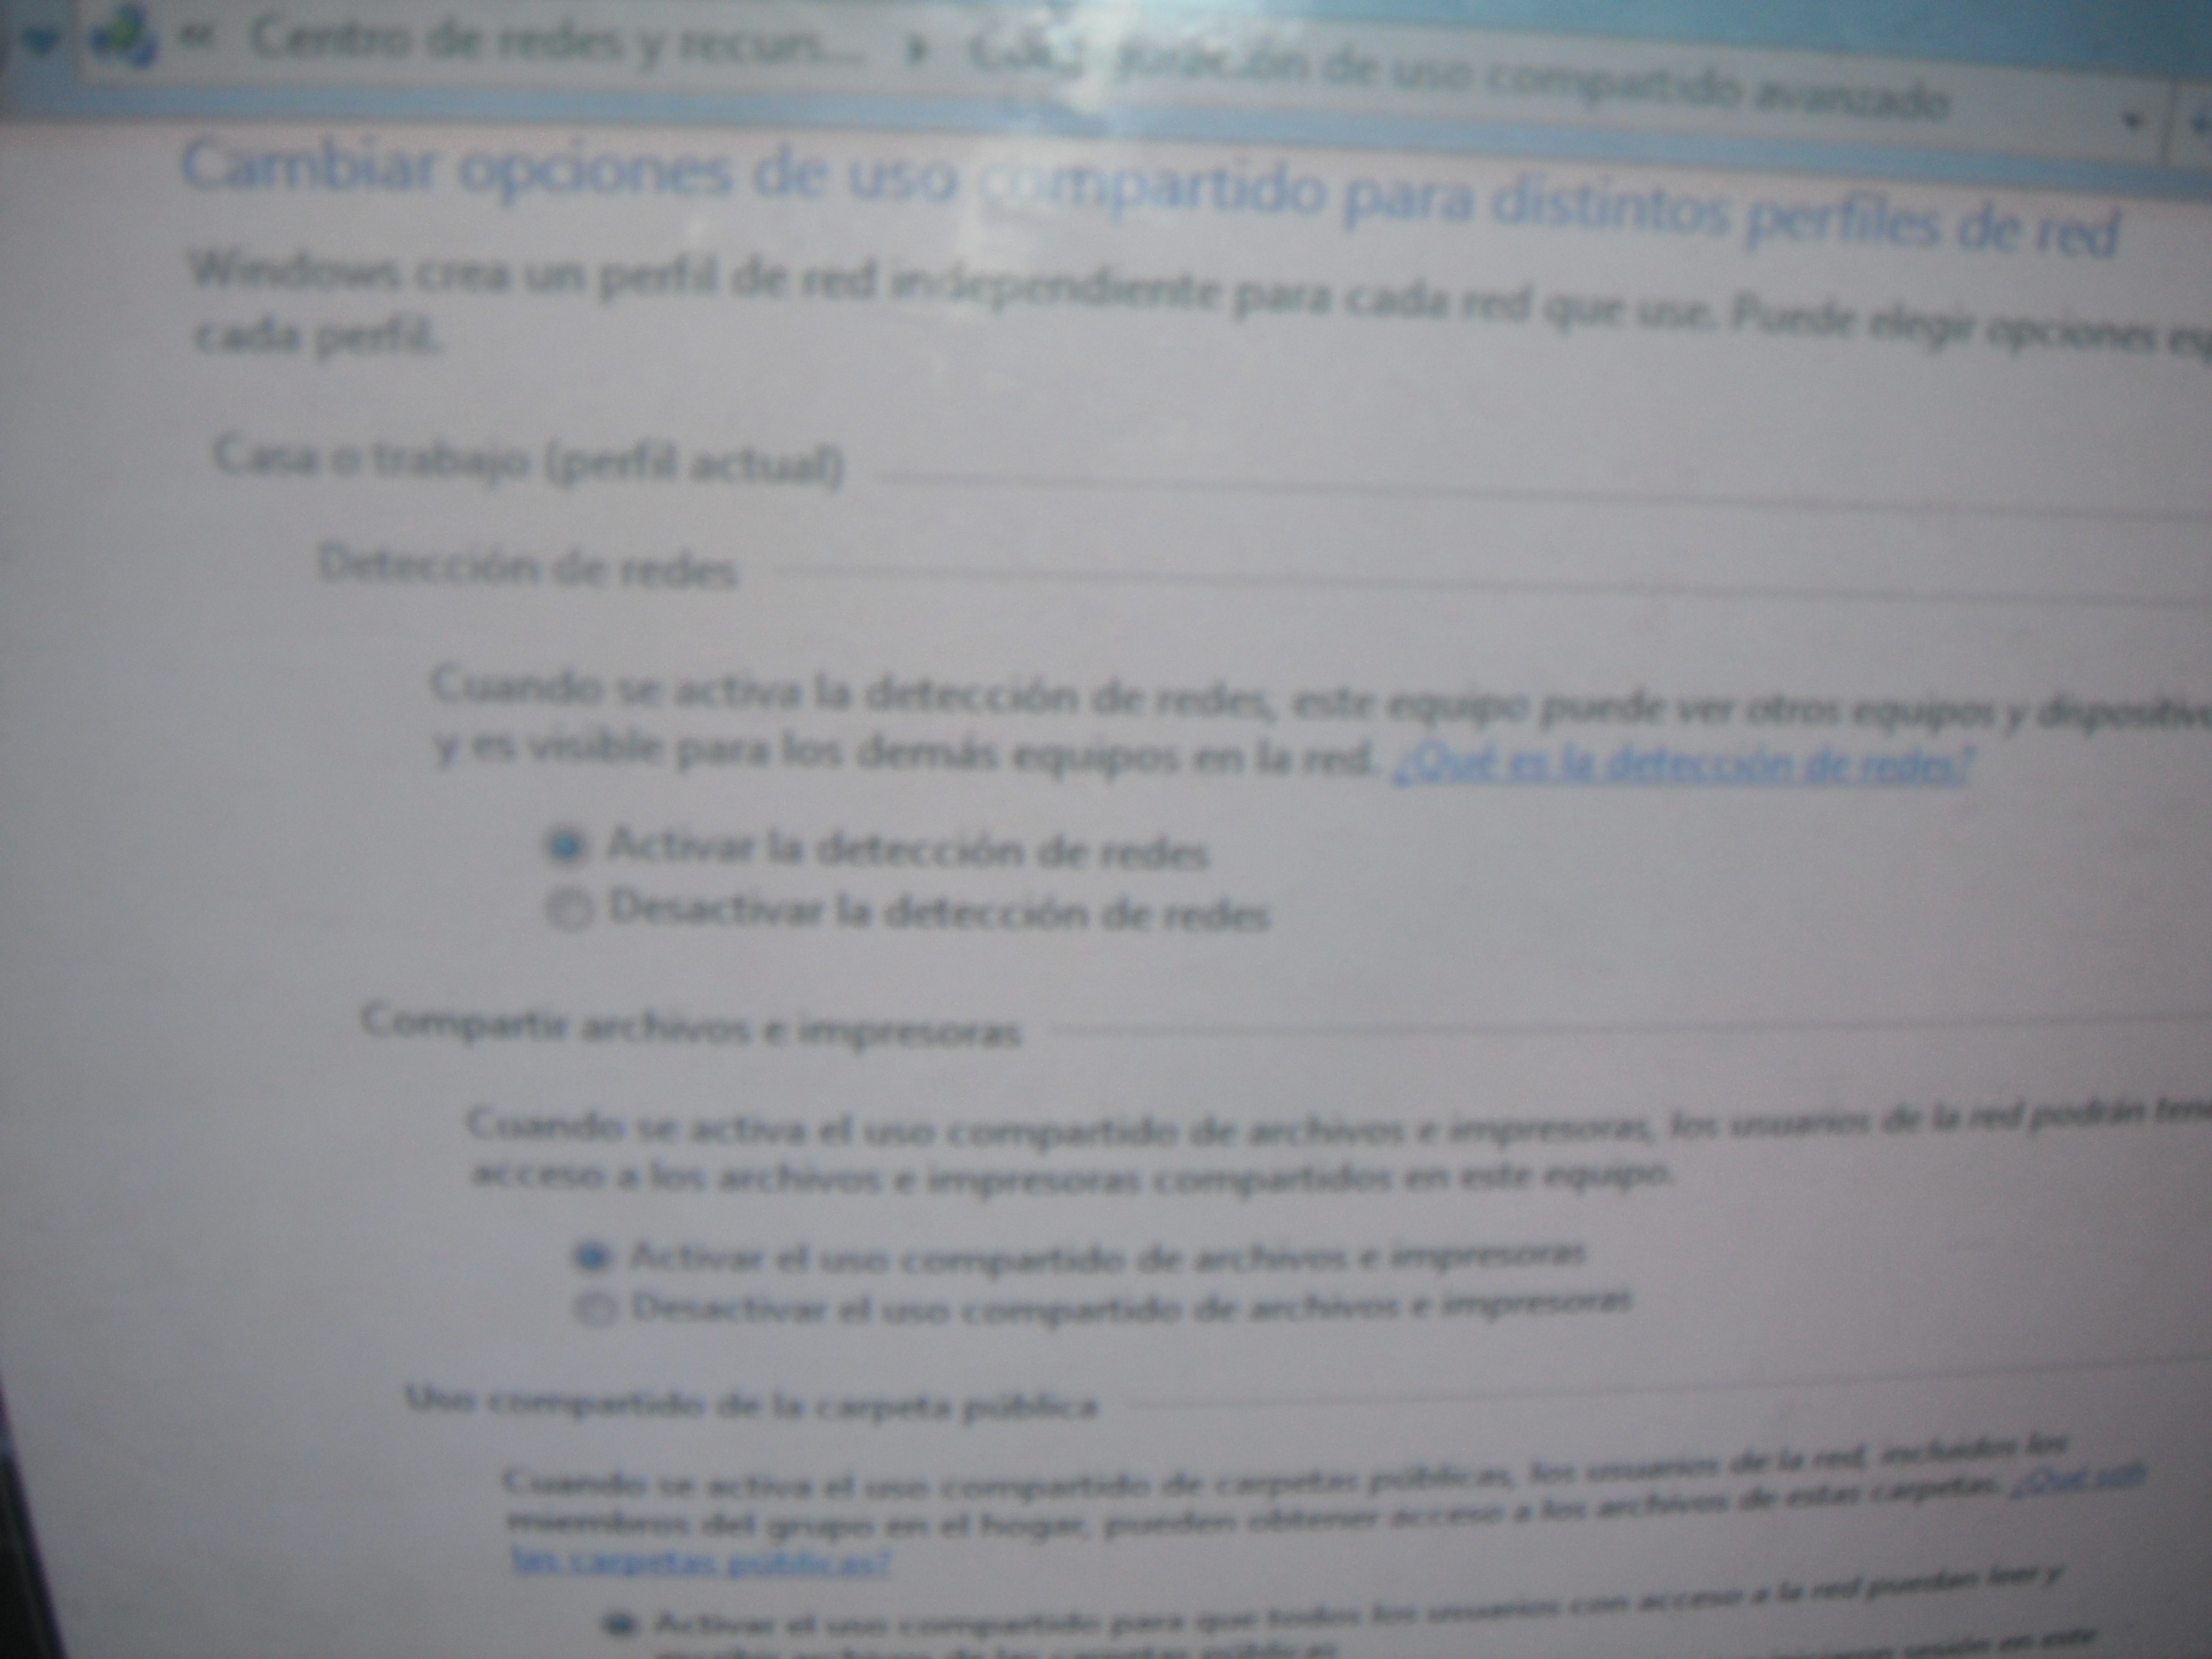 « Centro de redes y recurs... ▸ Configuración de uso compartido avanzado
Cambiar opciones de uso compartido para distintos perfiles de red
Windows crea un perfil de red independiente para cada red que use. Puede elegir opciones
cada perfil.
Casa o trabajo (perfil actual)
Detección de redes
Cuando se activa la detección de redes, este equipo puede ver otros equipos y dispositiv
y es visible para los demás equipos en la red. ¿Qué es la detección de redes?
Activar la detección de redes
Desactivar la detección de redes
Compartir archivos e impresoras
Cuando se activa el uso compartido de archivos e impresoras, los usuarios de la red podrán ten
acceso a los archivos e impresoras compartidos en este equipo.
Activar el uso compartido de archivos e impresoras
Desactivar el uso compartido de archivos e impresoras
Uso compartido de la carpeta pública
Cuando se activa el uso compartido de carpetas públicas, los usuarios de la red, incluidos los
miembros del grupo en el hogar, pueden obtener acceso a los archivos de estas carpetas. ¿Qué son
las carpetas públicas?
Activar el uso compartido para que todos los usuarios con acceso a la red puedan leer y
sesión en este